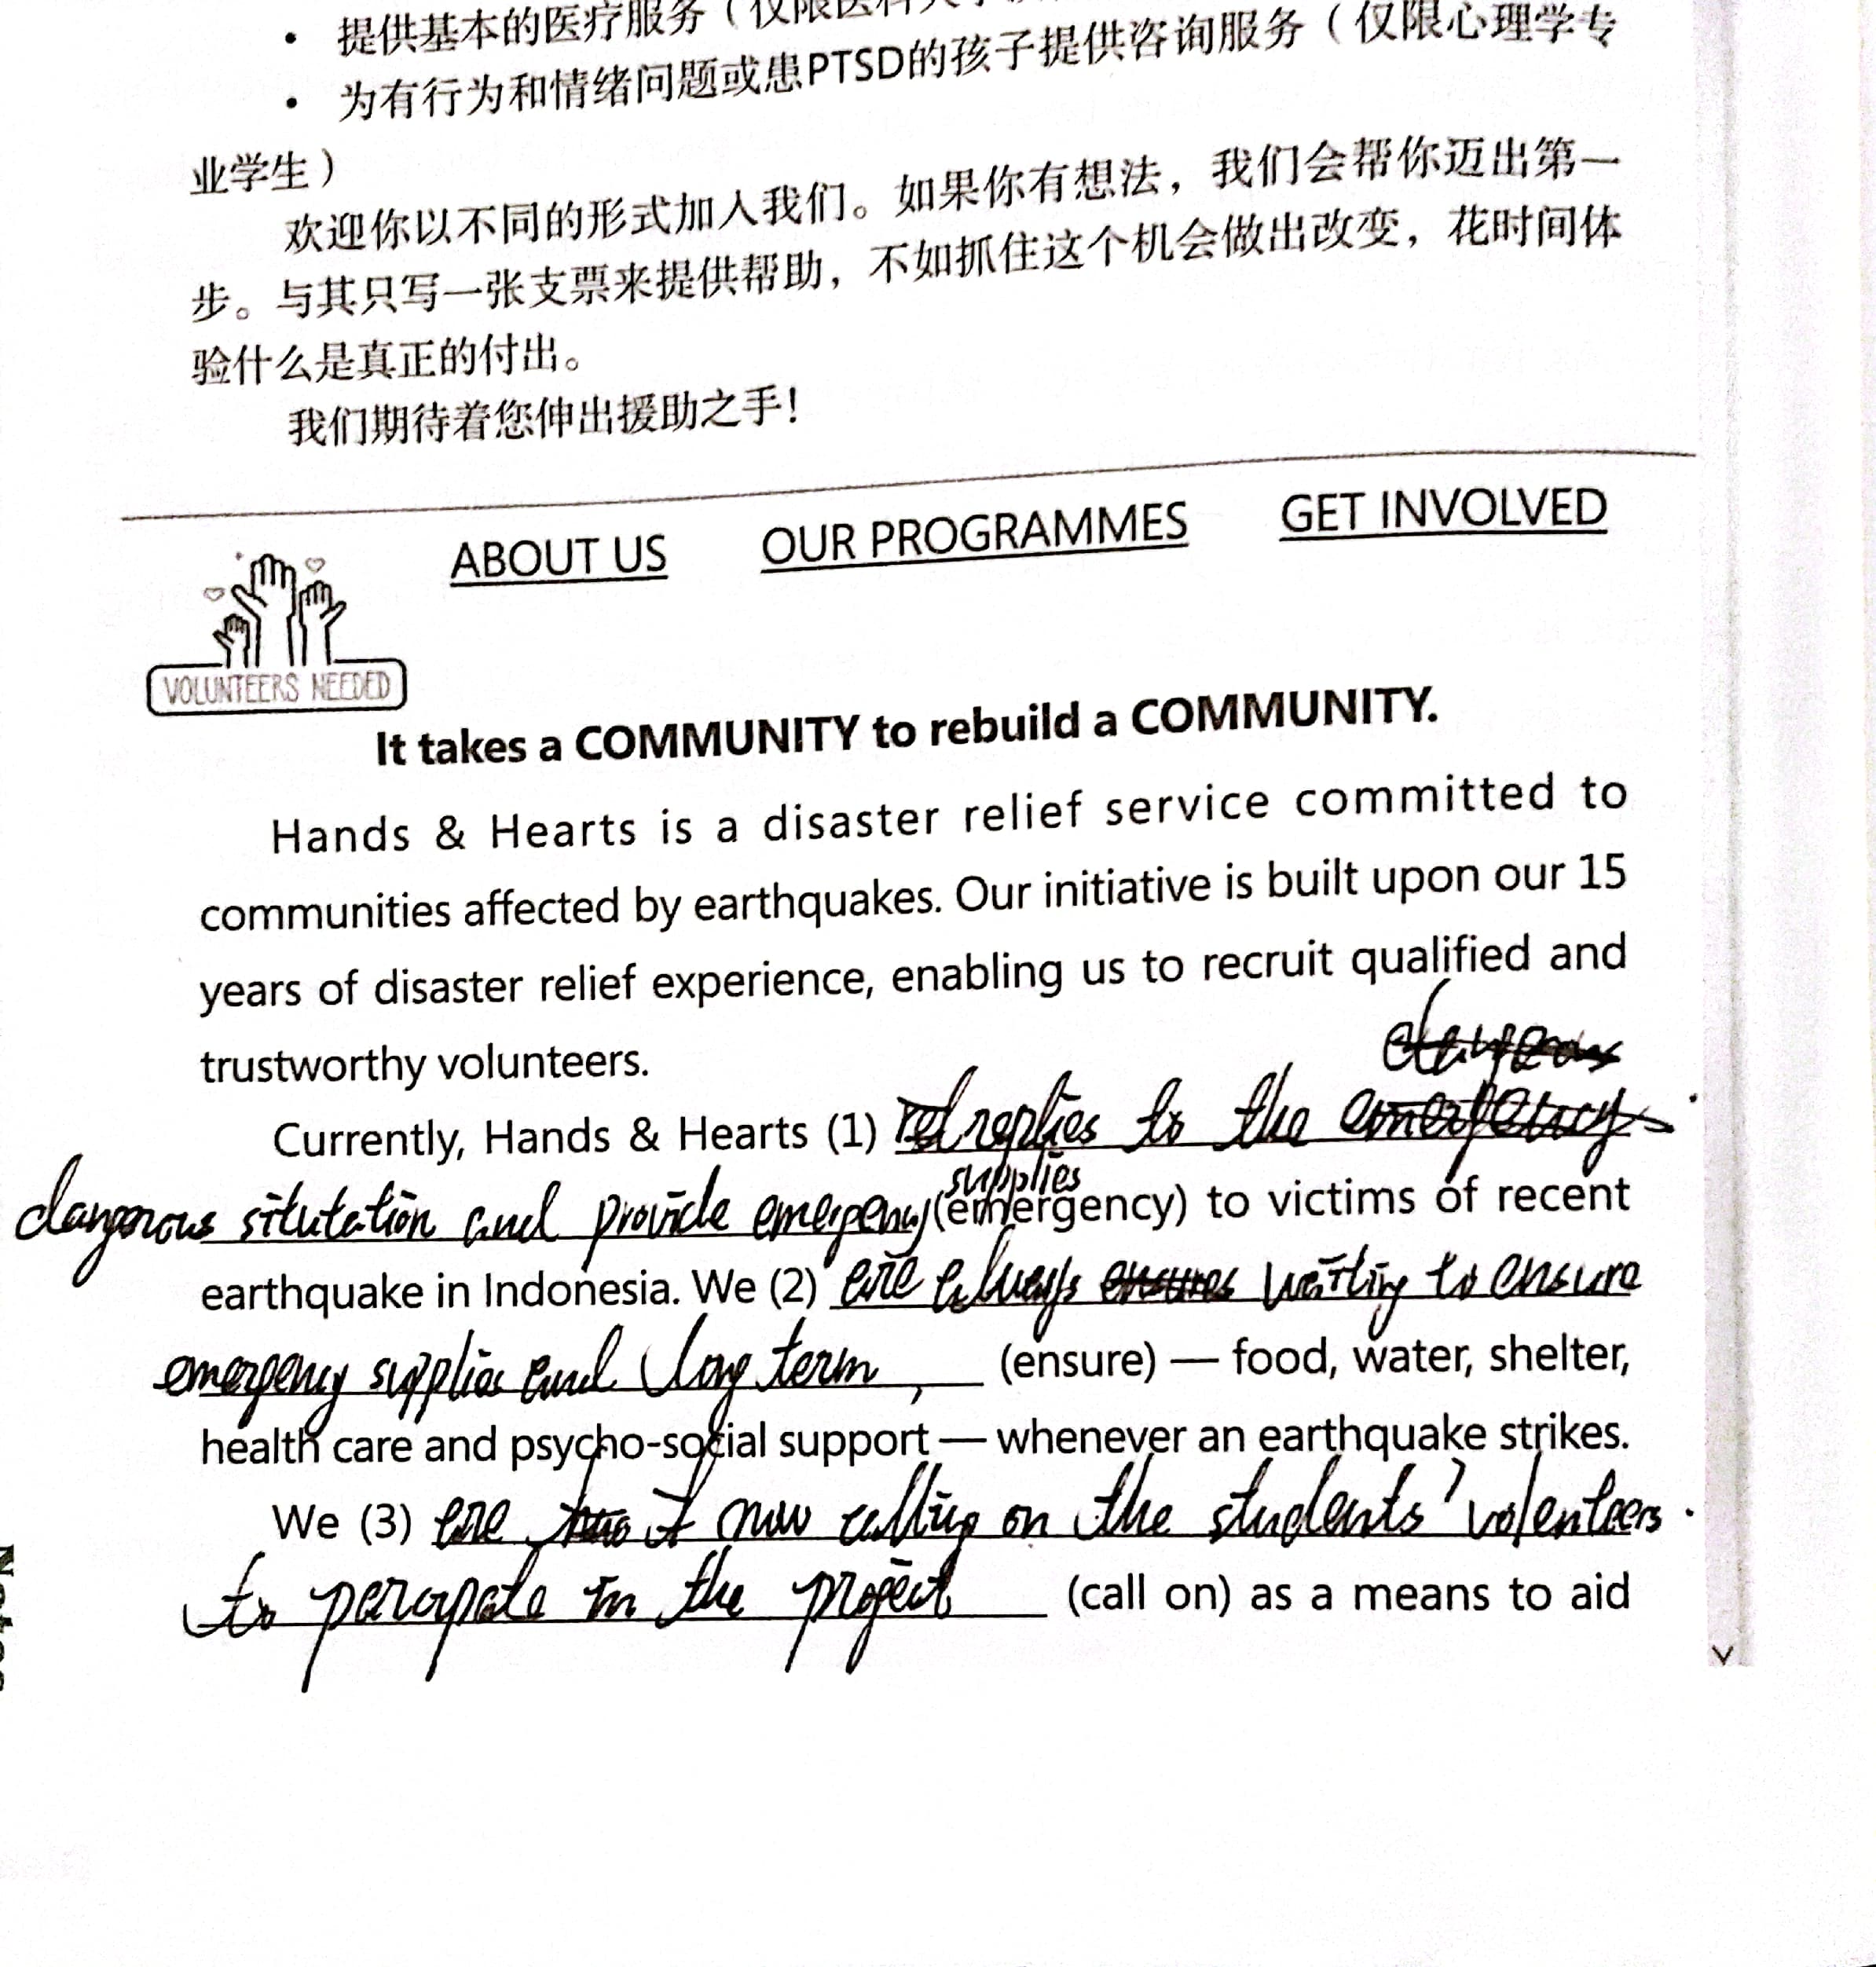 • 提供基本的医疗服务（仅限医科大学
• 为有行为和情绪问题或患PTSD的孩子提供咨询服务（仅限心理学专
业学生）
欢迎你以不同的形式加入我们。如果你有想法，我们会帮你迈出第一
步。与其只写一张支票来提供帮助，不如抓住这个机会做出改变，花时间体
验什么是真正的付出。
我们期待着您伸出援助之手！
ABOUT US OUR PROGRAMMES GET INVOLVED
VOLUNTEERS NEEDED
It takes a COMMUNITY to rebuild a COMMUNITY.
Hands & Hearts is a disaster relief service committed to
communities affected by earthquakes. Our initiative is built upon our 15
years of disaster relief experience, enabling us to recruit qualified and
trustworthy volunteers.
Currently, Hands & Hearts (1) replies to the emergency
supplies
dangerous situtation and provide emergency (emergency) to victims of recent
earthquake in Indonesia. We (2) are always ensures waiting to ensure
emergency supplies and long term, (ensure) — food, water, shelter,
health care and psycho-social support — whenever an earthquake strikes.
We (3) are now calling on the students' volenteers.
to in the project (call on) as a means to aid
Notes